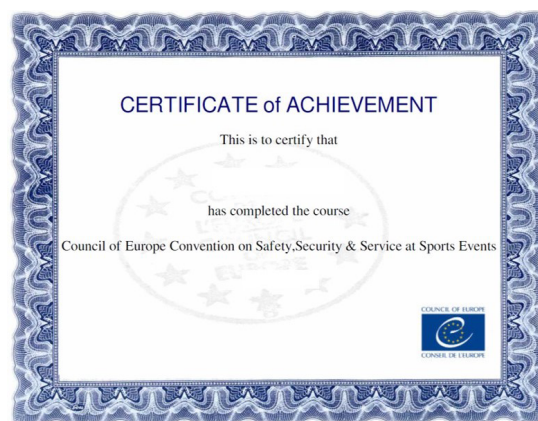 CERTIFICATE of ACHIEVEMENT
This is to certify that
has completed the course
Council of Europe Convention on Safety,Security & Service at Sports Events
COUNCIL OF EUROPE
CONSEIL DE L'EUROPE